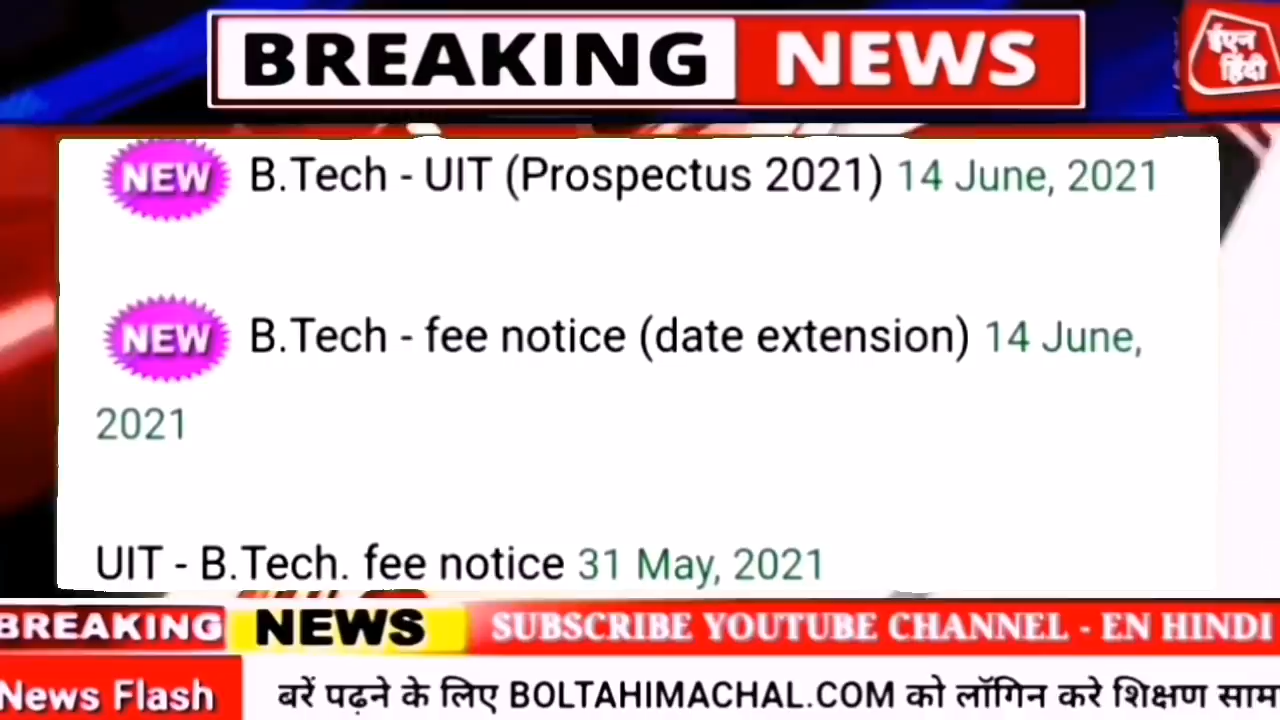 BREAKING NEWS
ईएन
हिंदी
NEW B.Tech - UIT (Prospectus 2021) 14 June, 2021
NEW B.Tech - fee notice (date extension) 14 June,
2021
UIT - B.Tech. fee notice 31 May, 2021
BREAKING NEWS SUBSCRIBE YOUTUBE CHANNEL - EN HINDI
News Flash बरें पढ़ने के लिए BOLTAHIMACHAL.COM को लॉगिन करे शिक्षण